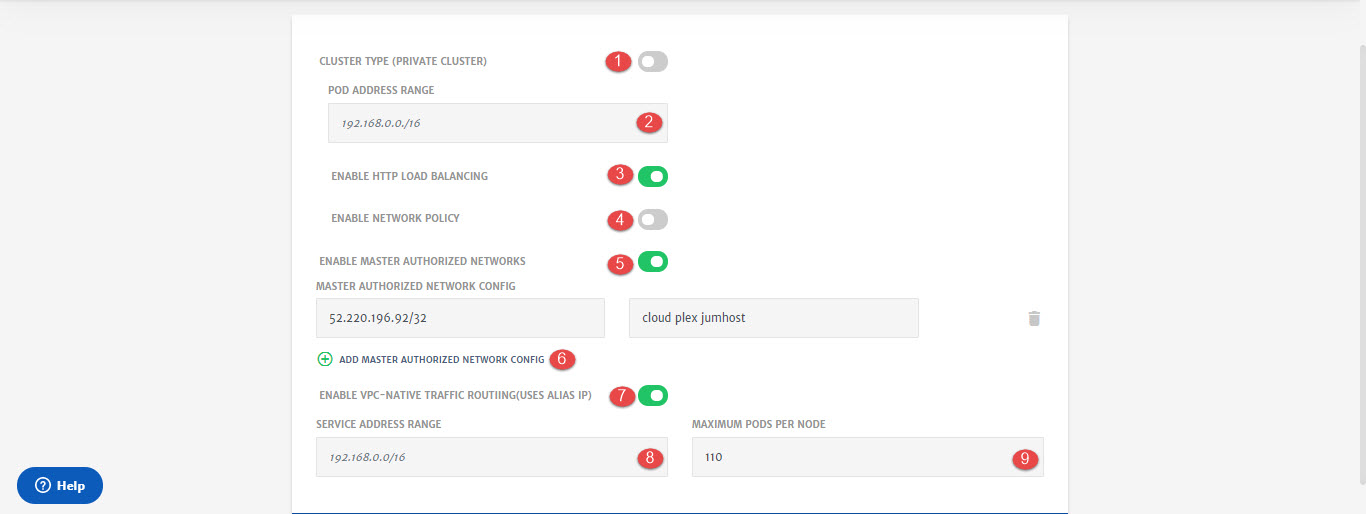 CLUSTER TYPE (PRIVATE CLUSTER) 1
POD ADDRESS RANGE
192.168.0.0./16 2
ENABLE HTTP LOAD BALANCING 3
ENABLE NETWORK POLICY 4
ENABLE MASTER AUTHORIZED NETWORKS 5
MASTER AUTHORIZED NETWORK CONFIG
52.220.196.92/32 cloud plex jumhost
ADD MASTER AUTHORIZED NETWORK CONFIG 6
ENABLE VPC-NATIVE TRAFFIC ROUTIING(USES ALIAS IP) 7
SERVICE ADDRESS RANGE MAXIMUM PODS PER NODE
192.168.0.0/16 8 110 9
? Help